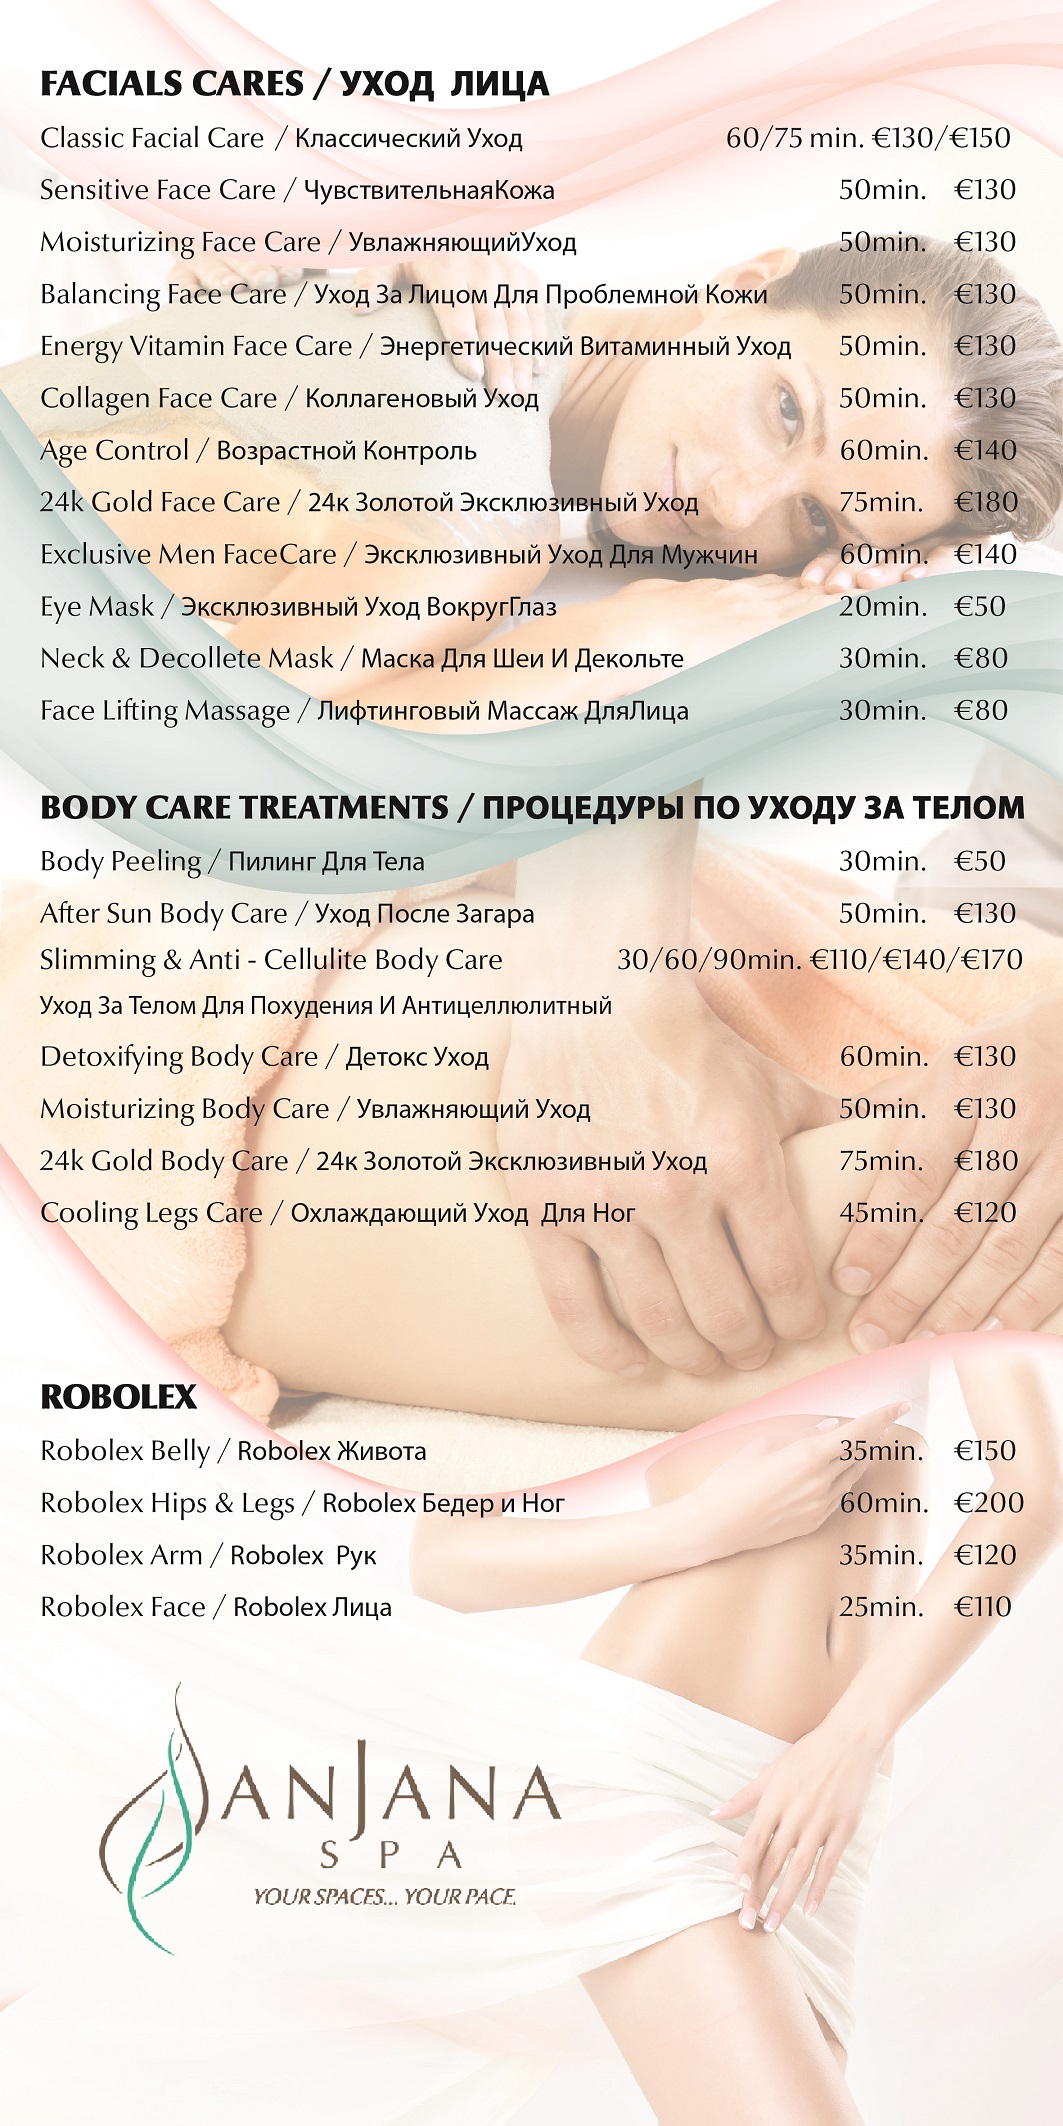 FACIALS CARES / УХОД ЛИЦА
Classic Facial Care / Классический Уход 60/75 min. €130/€150
Sensitive Face Care / ЧувствительнаяКожа 50min. €130
Moisturizing Face Care / УвлажняющийУход 50min. €130
Balancing Face Care / Уход За Лицом Для Проблемной Кожи 50min. €130
Energy Vitamin Face Care / Энергетический Витаминный Уход 50min. €130
Collagen Face Care / Коллагеновый Уход 50min. €130
Age Control / Возрастной Контроль 60min. €140
24k Gold Face Care / 24к Золотой Эксклюзивный Уход 75min. €180
Exclusive Men FaceCare / Эксклюзивный Уход Для Мужчин 60min. €140
Eye Mask / Эксклюзивный Уход ВокругГлаз 20min. €50
Neck & Decollete Mask / Маска Для Шеи И Декольте 30min. €80
Face Lifting Massage / Лифтинговый Массаж ДляЛица 30min. €80
BODY CARE TREATMENTS / ПРОЦЕДУРЫ ПО УХОДУ ЗА ТЕЛОМ
Body Peeling / Пилинг Для Тела 30min. €50
After Sun Body Care / Уход После Загара 50min. €130
Slimming & Anti - Cellulite Body Care 30/60/90min. €110/€140/€170
Уход За Телом Для Похудения И Антицеллюлитный
Detoxifying Body Care / Детокс Уход 60min. €130
Moisturizing Body Care / Увлажняющий Уход 50min. €130
24k Gold Body Care / 24к Золотой Эксклюзивный Уход 75min. €180
Cooling Legs Care / Охлаждающий Уход Для Ног 45min. €120
ROBOLEX
Robolex Belly / Robolex Живота 35min. €150
Robolex Hips & Legs / Robolex Бедер и Ног 60min. €200
Robolex Arm / Robolex Рук 35min. €120
Robolex Face / Robolex Лица 25min. €110
ANJANA
SPA
YOUR SPACES... YOUR PACE.